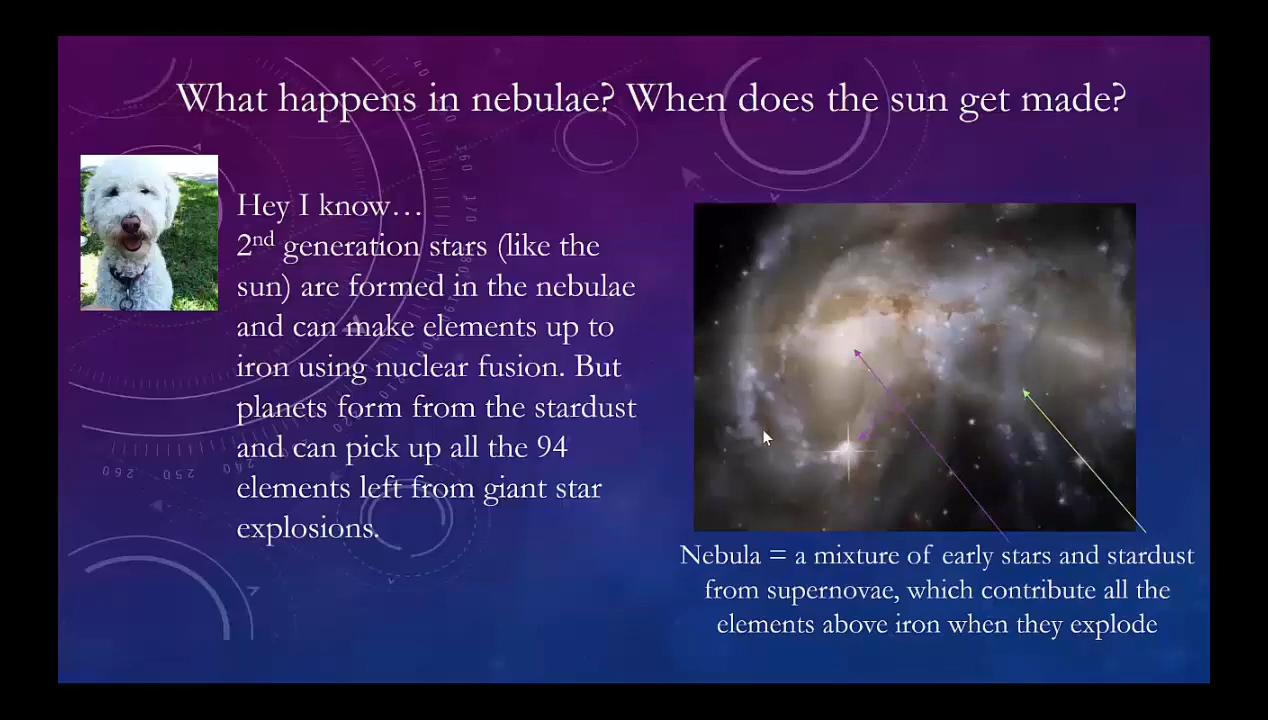 What happens in nebulae? When does the sun get made?
Hey I know…
2nd generation stars (like the
sun) are formed in the nebulae
and can make elements up to
iron using nuclear fusion. But
planets form from the stardust
and can pick up all the 94
elements left from giant star
explosions.
Nebula = a mixture of early stars and stardust
from supernovae, which contribute all the
elements above iron when they explode